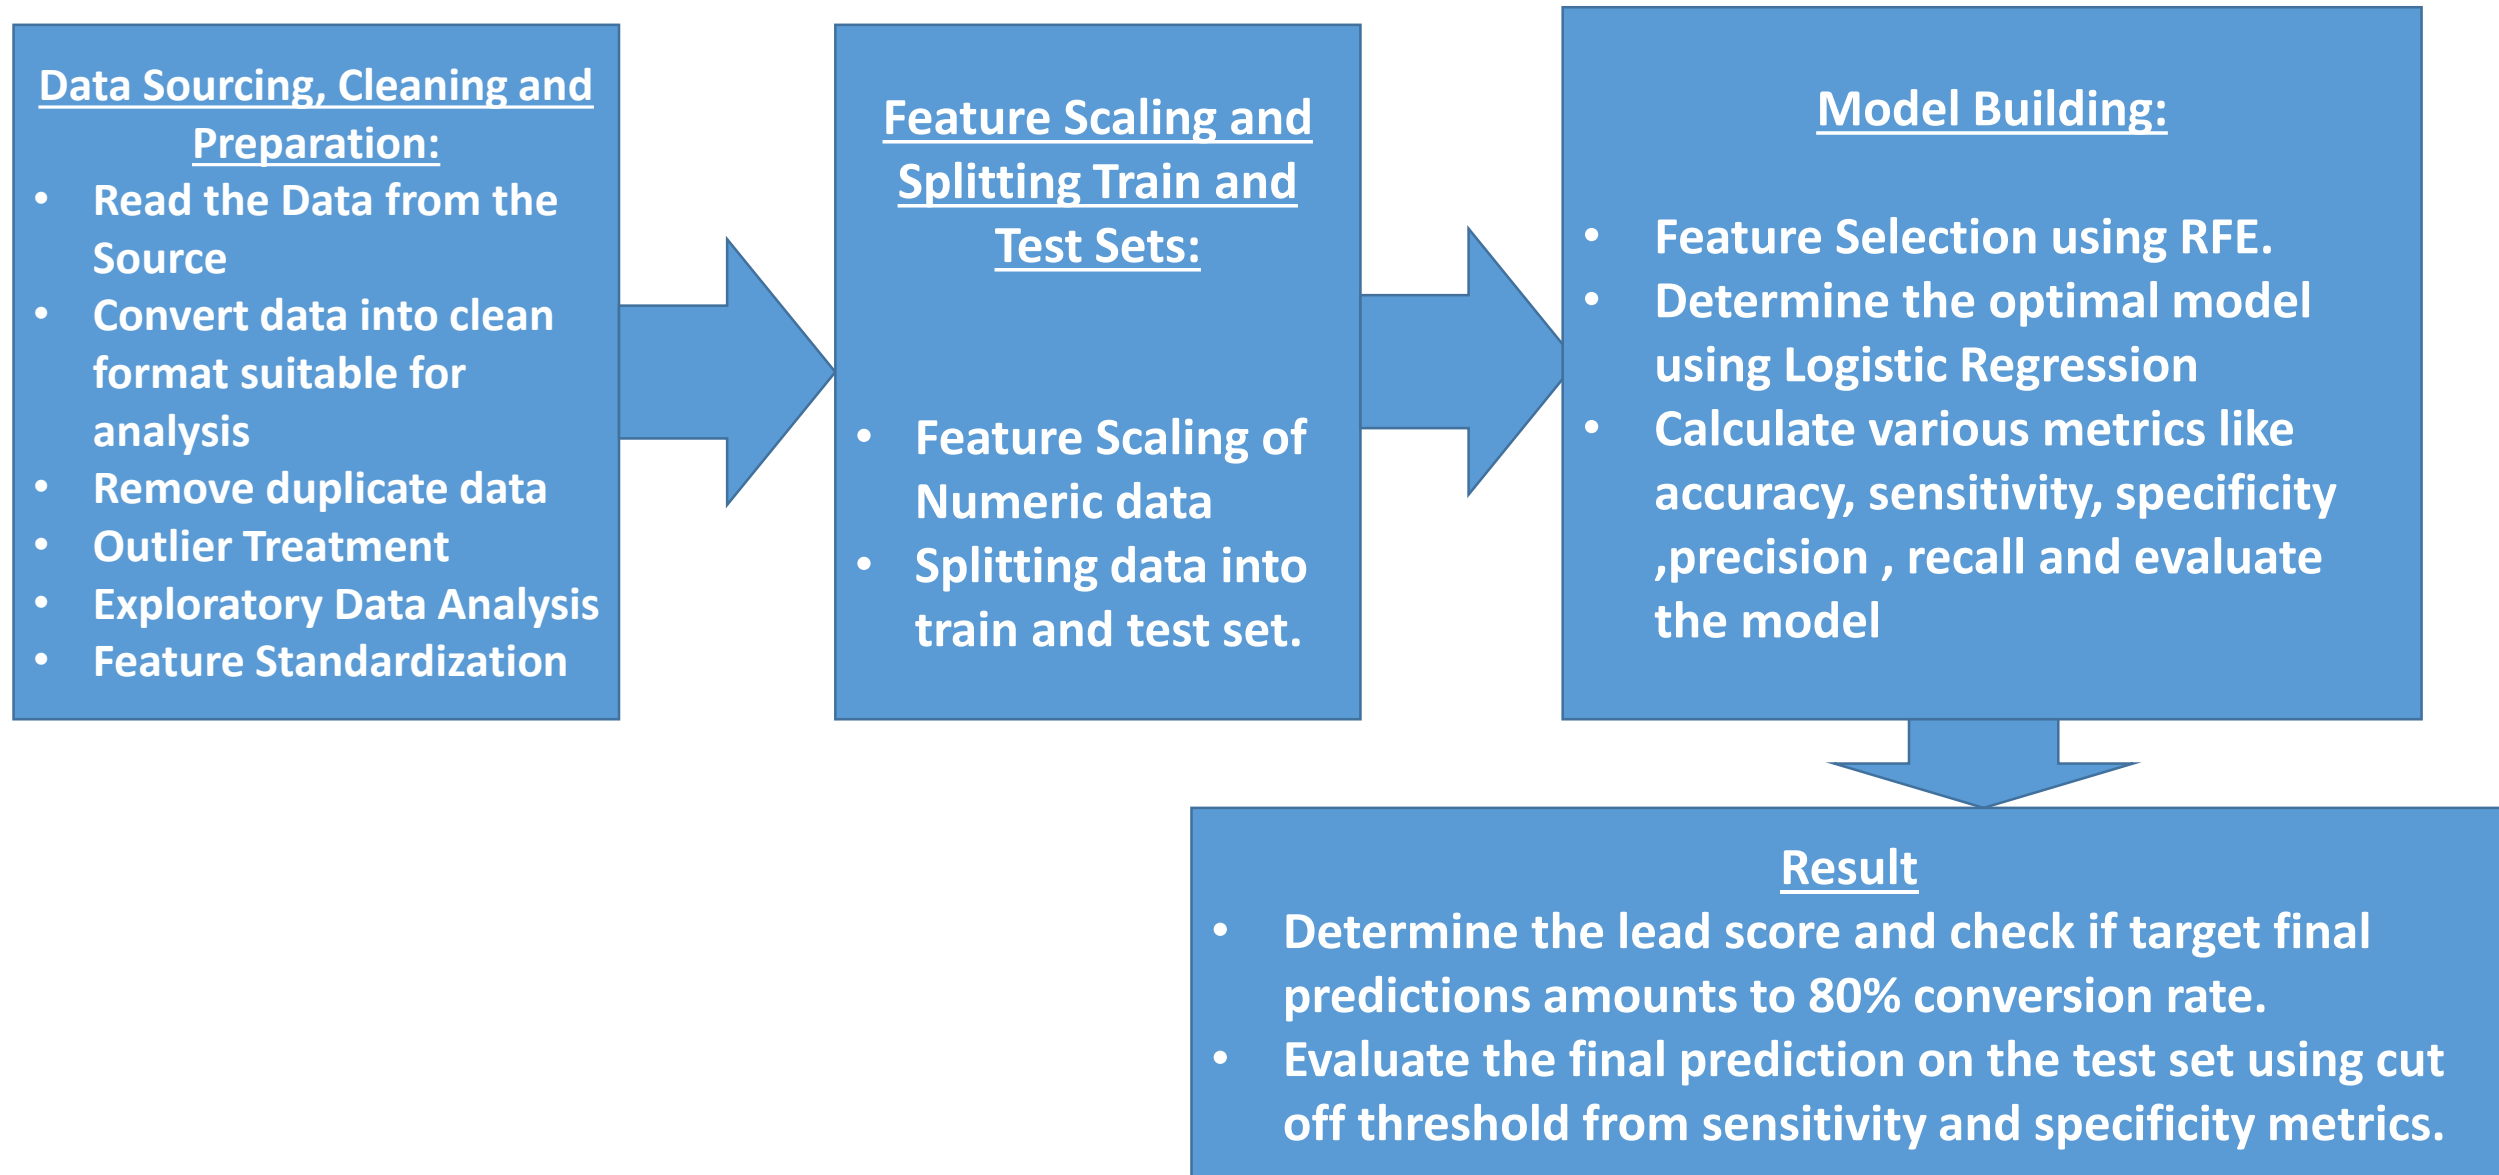 Data Sourcing, Cleaning and
Preparation:
• Read the Data from the
Source
• Convert data into clean
format suitable for
analysis
• Remove duplicate data
• Outlier Treatment
• Exploratory Data Analysis
• Feature Standardization
Feature Scaling and
Splitting Train and
Test Sets:
• Feature Scaling of
Numeric data
• Splitting data into
train and test set.
Model Building:
• Feature Selection using RFE.
• Determine the optimal model
using Logistic Regression
• Calculate various metrics like
accuracy, sensitivity, specificity
,precision , recall and evaluate
the model
Result
• Determine the lead score and check if target final
predictions amounts to 80% conversion rate.
• Evaluate the final prediction on the test set using cut
off threshold from sensitivity and specificity metrics.